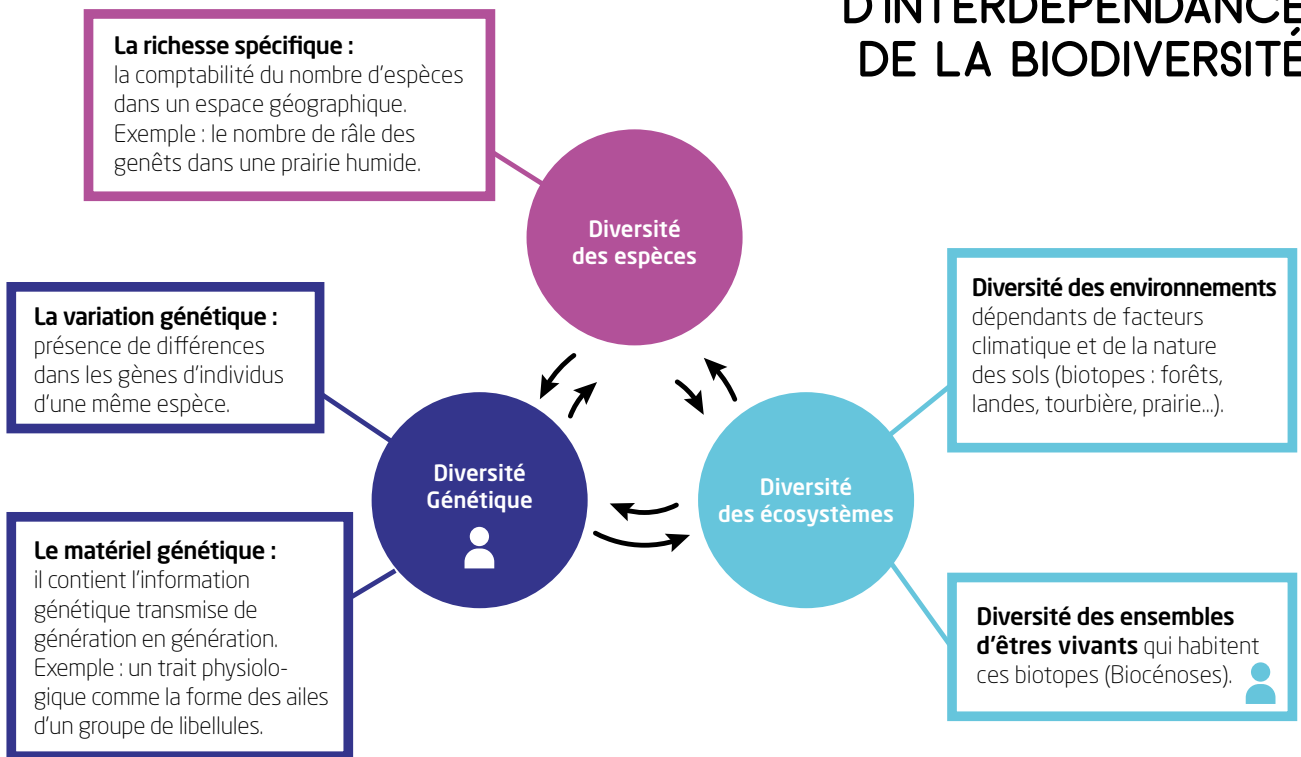 D'INTERDÉPENDANCE
DE LA BIODIVERSITÉ
La richesse spécifique :
la comptabilité du nombre d'espèces
dans un espace géographique.
Exemple : le nombre de râle des
genêts dans une prairie humide.
Diversité
des espèces
La variation génétique :
présence de différences
dans les gènes d'individus
d'une même espèce.
Diversité des environnements
dépendants de facteurs
climatique et de la nature
des sols (biotopes : forêts,
landes, tourbière, prairie...).
Diversité
Génétique
Diversité
des écosystèmes
Le matériel génétique :
il contient l'information
génétique transmise de
génération en génération.
Exemple : un trait physiolo-
gique comme la forme des ailes
d'un groupe de libellules.
Diversité des ensembles
d'êtres vivants qui habitent
ces biotopes (Biocénoses).